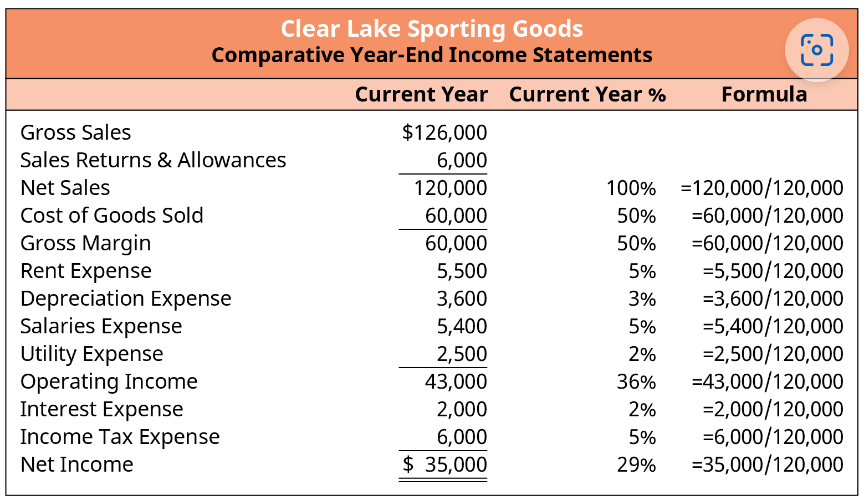 Clear Lake Sporting Goods
Comparative Year-End Income Statements
Current Year Current Year % Formula
Gross Sales $126,000
Sales Returns & Allowances 6,000
Net Sales 120,000 100% =120,000/120,000
Cost of Goods Sold 60,000 50% =60,000/120,000
Gross Margin 60,000 50% =60,000/120,000
Rent Expense 5,500 5% =5,500/120,000
Depreciation Expense 3,600 3% =3,600/120,000
Salaries Expense 5,400 5% =5,400/120,000
Utility Expense 2,500 2% =2,500/120,000
Operating Income 43,000 36% =43,000/120,000
Interest Expense 2,000 2% =2,000/120,000
Income Tax Expense 6,000 5% =6,000/120,000
Net Income $ 35,000 29% =35,000/120,000